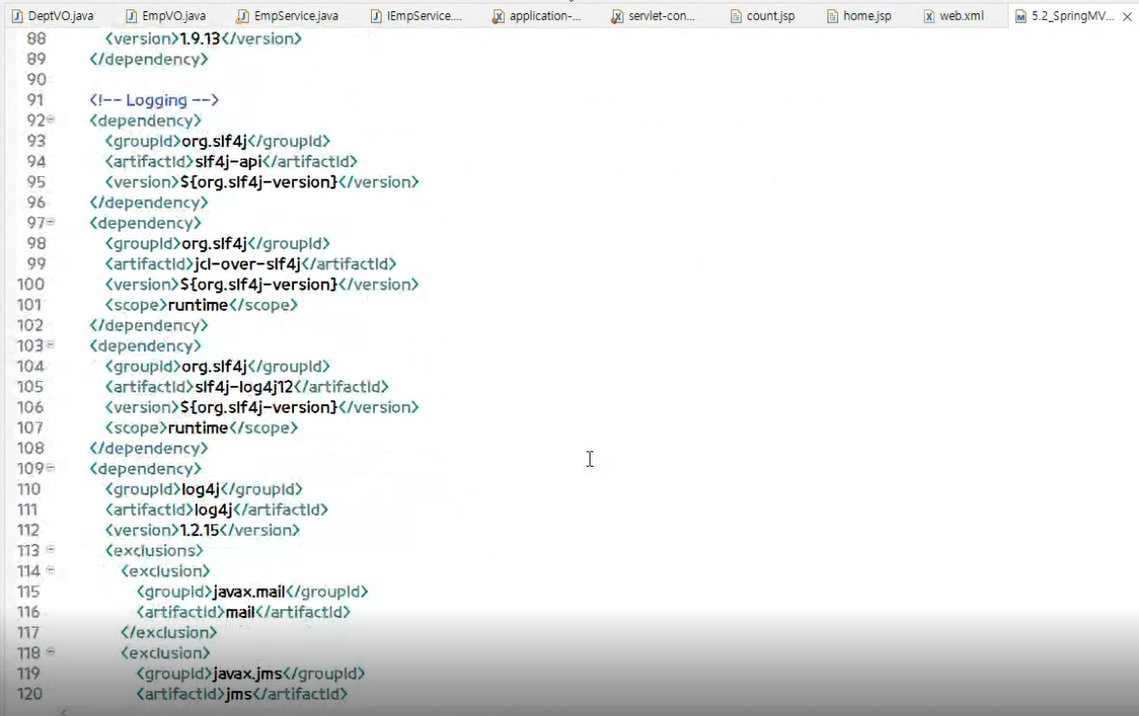 DeptVO.java EmpVO.java EmpService.java IEmpService.... application-... servlet-con... count.jsp home.jsp web.xml 5.2_SpringMV...
88 <version>1.9.13</version>
89 </dependency>
90
91 <!-- Logging -->
92 <dependency>
93 <groupId>org.slf4j</groupId>
94 <artifactId>slf4j-api</artifactId>
95 <version>${org.slf4j-version}</version>
96 </dependency>
97 <dependency>
98 <groupId>org.slf4j</groupId>
99 <artifactId>jcl-over-slf4j</artifactId>
100 <version>${org.slf4j-version}</version>
101 <scope>runtime</scope>
102 </dependency>
103 <dependency>
104 <groupId>org.slf4j</groupId>
105 <artifactId>slf4j-log4j12</artifactId>
106 <version>${org.slf4j-version}</version>
107 <scope>runtime</scope>
108 </dependency>
109 <dependency>
110 <groupId>log4j</groupId>
111 <artifactId>log4j</artifactId>
112 <version>1.2.15</version>
113 <exclusions>
114 <exclusion>
115 <groupId>javax.mail</groupId>
116 <artifactId>mail</artifactId>
117 </exclusion>
118 <exclusion>
119 <groupId>javax.jms</groupId>
120 <artifactId>jms</artifactId>